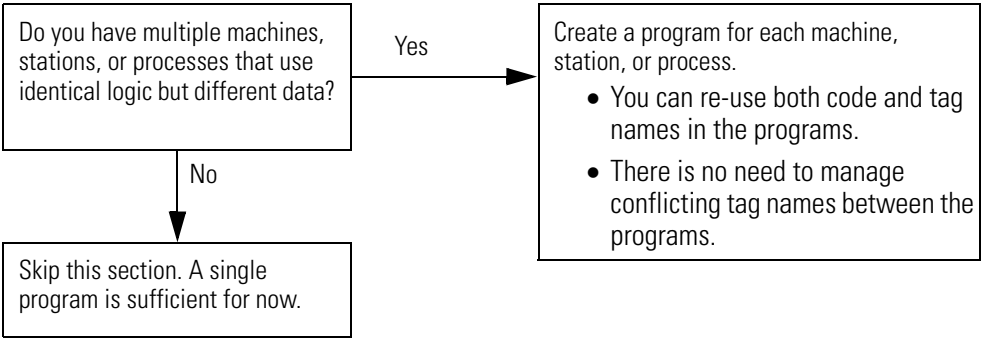 Do you have multiple machines,
stations, or processes that use
identical logic but different data?
Yes
Create a program for each machine,
station, or process.
• You can re-use both code and tag
names in the programs.
• There is no need to manage
conflicting tag names between the
programs.
No
Skip this section. A single
program is sufficient for now.